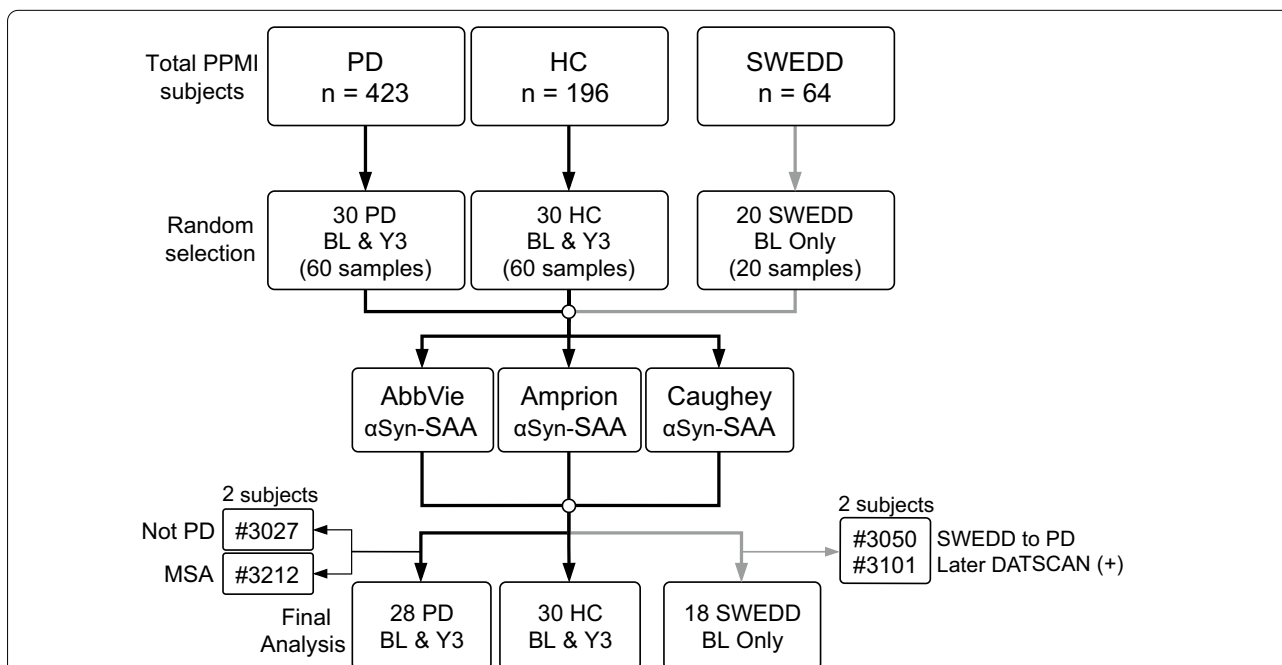 Total PPMI
subjects
PD
n = 423
HC
n = 196
SWEDD
n = 64
Random
selection
30 PD
BL & Y3
(60 samples)
30 HC
BL & Y3
(60 samples)
20 SWEDD
BL Only
(20 samples)
AbbVie
αSyn-SAA
Amprion
αSyn-SAA
Caughey
αSyn-SAA
2 subjects
Not PD
#3027
MSA
#3212
2 subjects
#3050
SWEDD to PD
#3101
Later DATSCAN (+)
Final
Analysis
28 PD
BL & Y3
30 HC
BL & Y3
18 SWEDD
BL Only